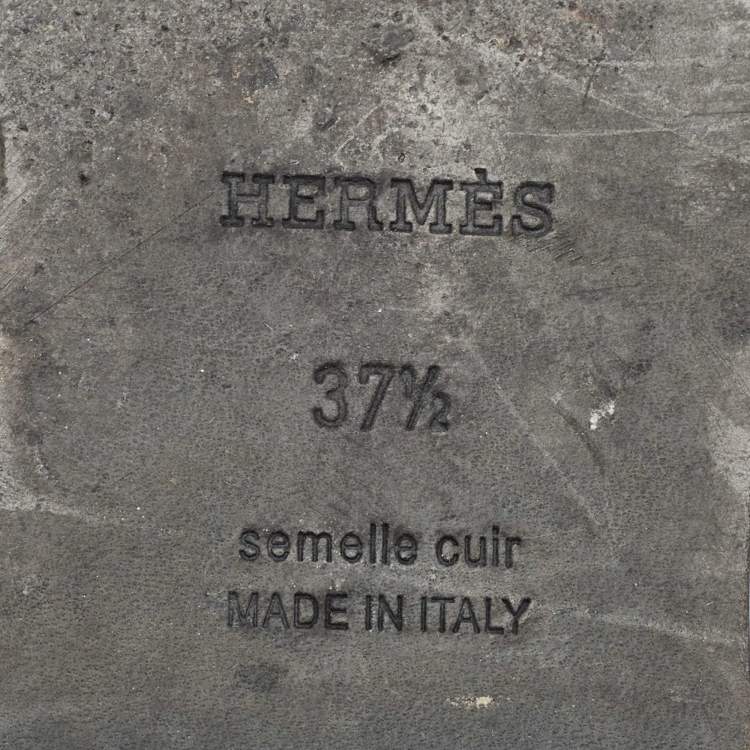 HERMÈS
37½
semelle cuir
MADE IN ITALY